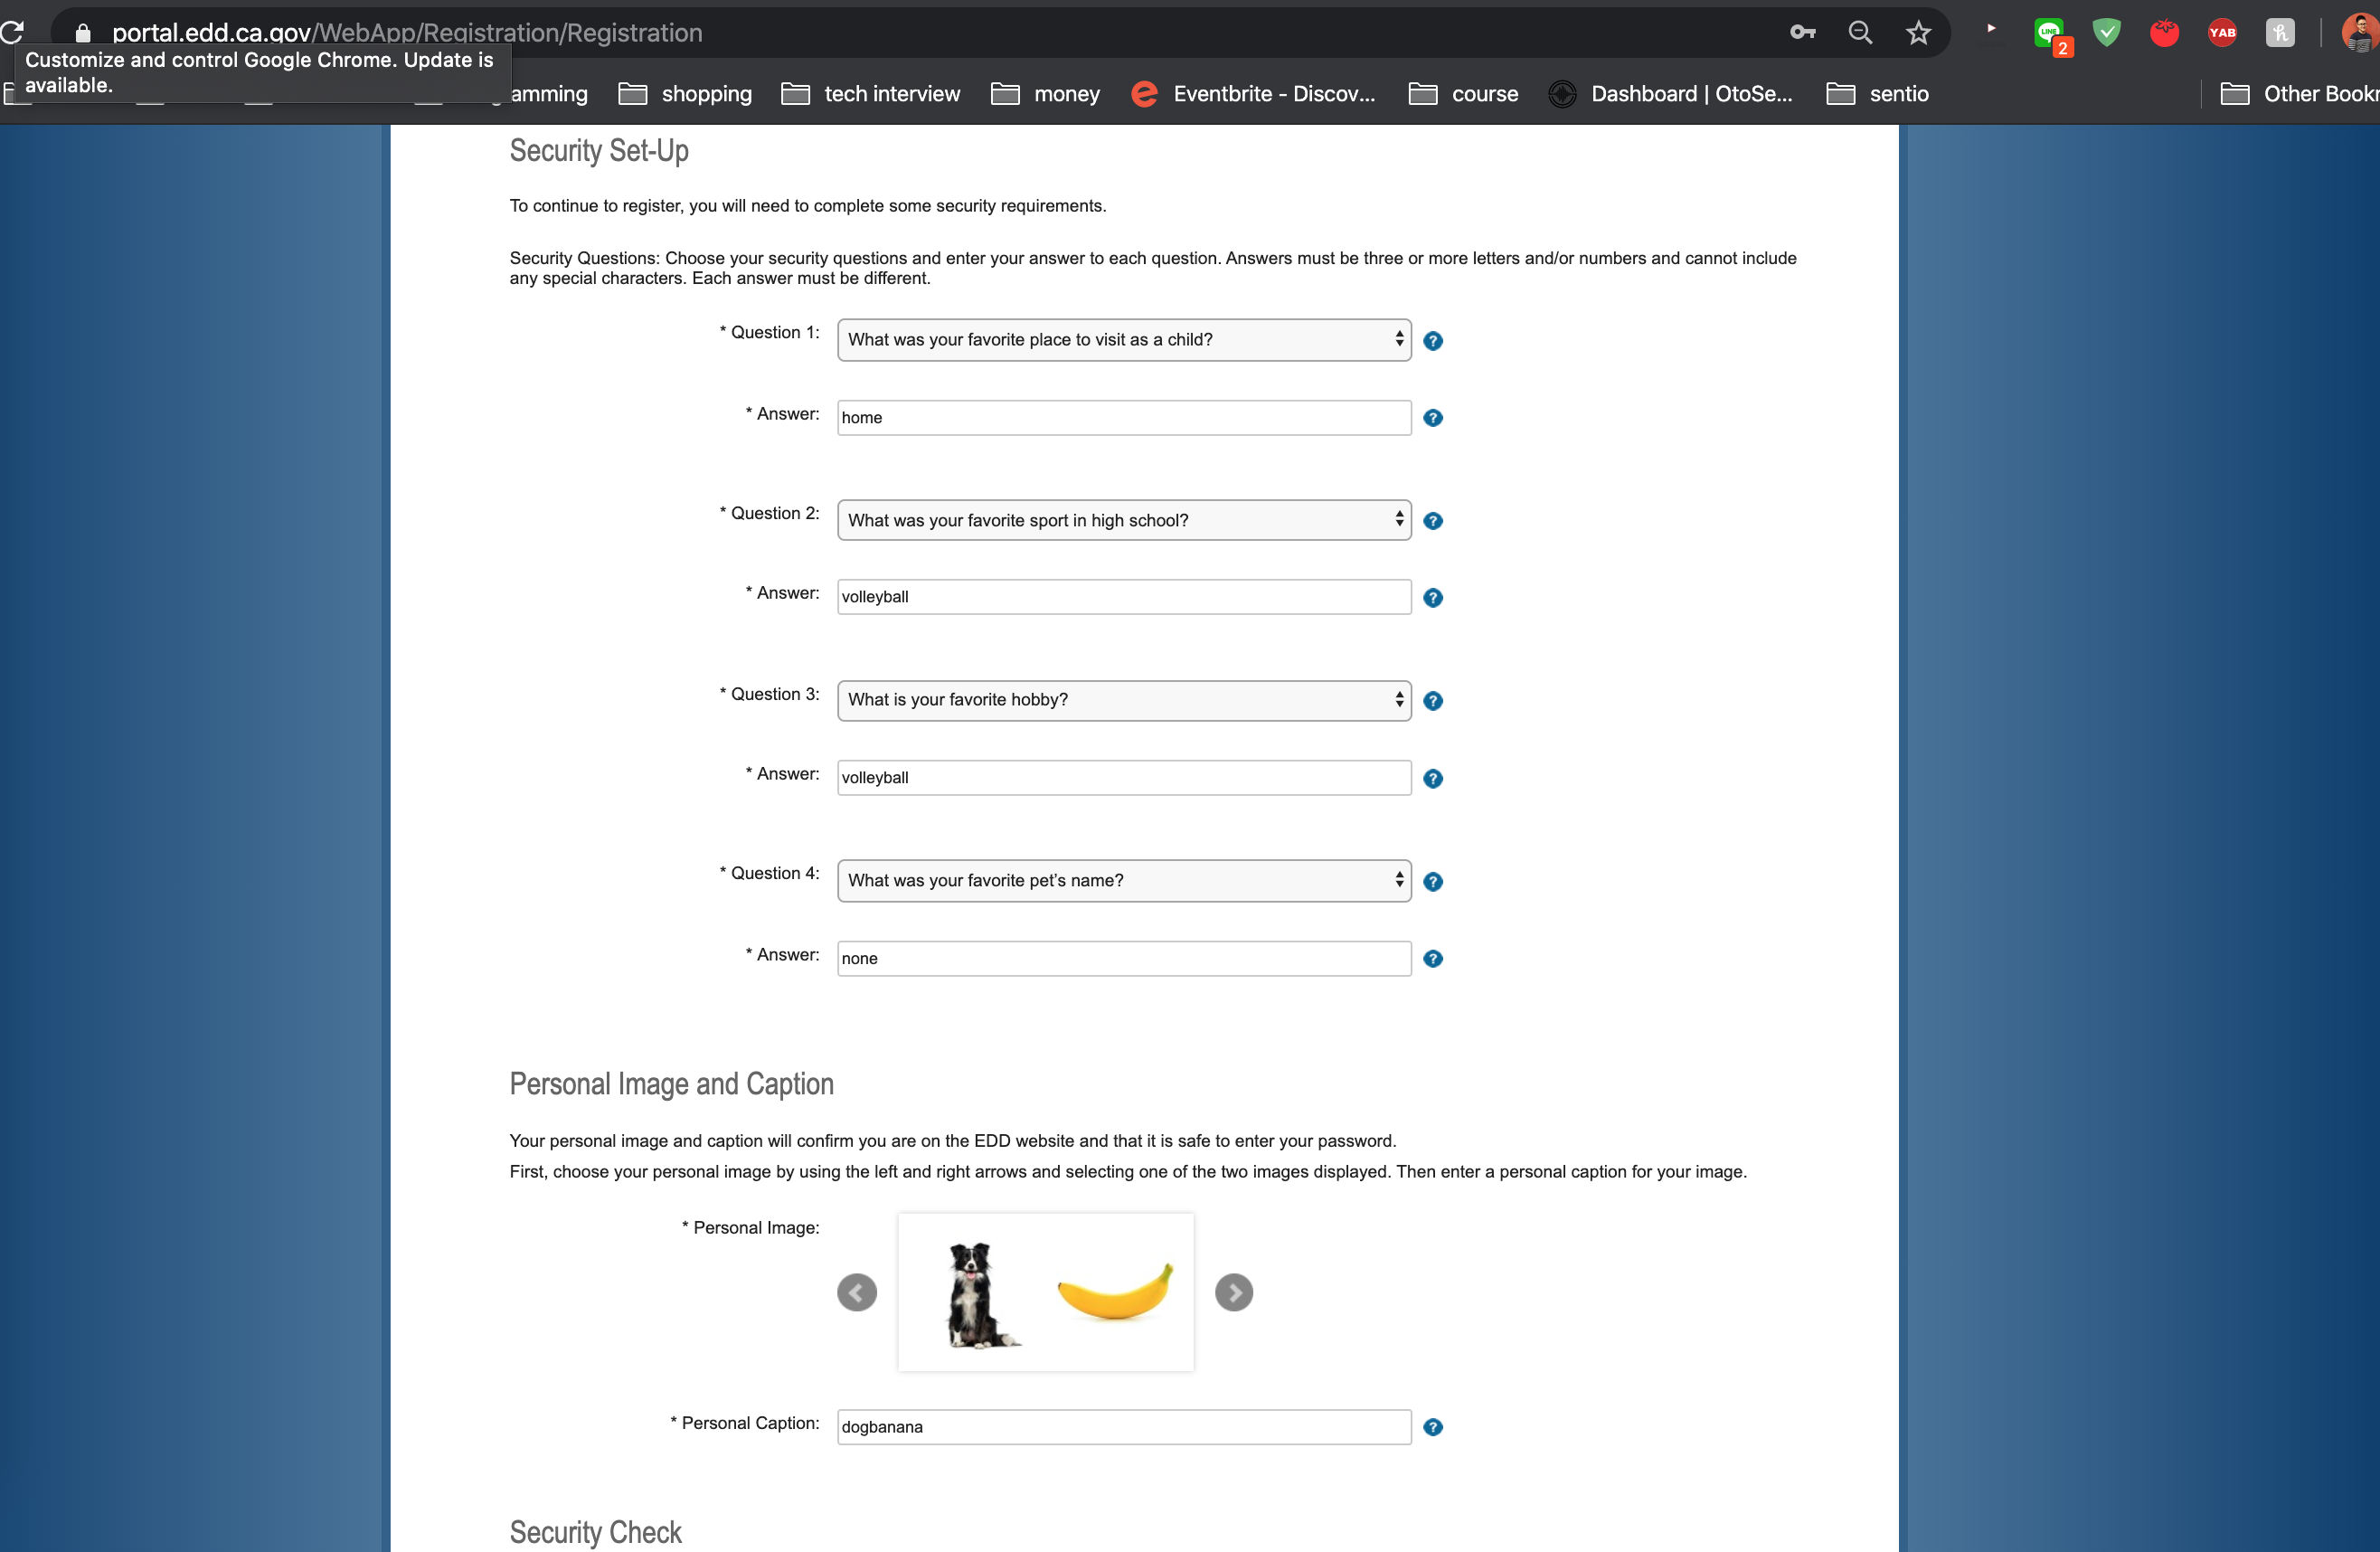 portal.edd.ca.gov/WebApp/Registration/Registration
2
YAB
Customize and control Google Chrome. Update is
available.
amming shopping tech interview money Eventbrite - Discov... course Dashboard | OtoSe... sentio Other Bookr
Security Set-Up
To continue to register, you will need to complete some security requirements.
Security Questions: Choose your security questions and enter your answer to each question. Answers must be three or more letters and/or numbers and cannot include
any special characters. Each answer must be different.
* Question 1: What was your favorite place to visit as a child? ?
* Answer: home ?
* Question 2: What was your favorite sport in high school? ?
* Answer: volleyball ?
* Question 3: What is your favorite hobby? ?
* Answer: volleyball ?
* Question 4: What was your favorite pet’s name? ?
* Answer: none ?
Personal Image and Caption
Your personal image and caption will confirm you are on the EDD website and that it is safe to enter your password.
First, choose your personal image by using the left and right arrows and selecting one of the two images displayed. Then enter a personal caption for your image.
* Personal Image:
* Personal Caption: dogbanana ?
Security Check